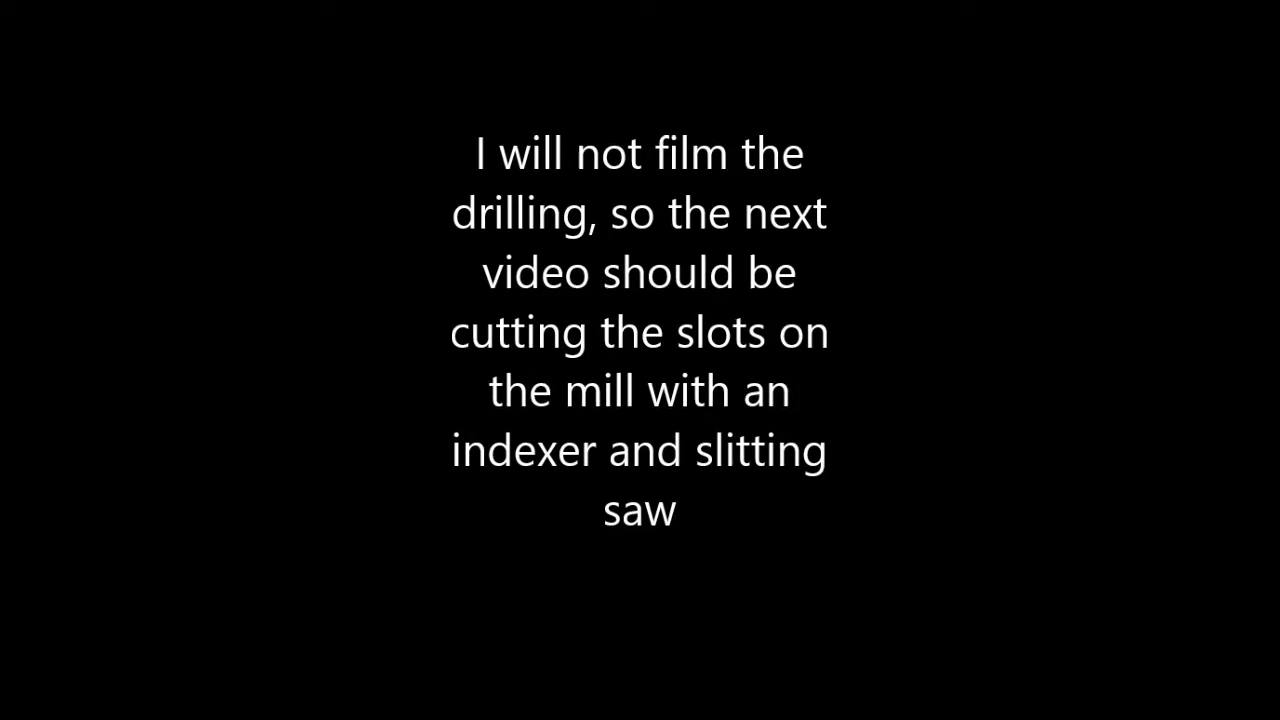 I will not film the
drilling, so the next
video should be
cutting the slots on
the mill with an
indexer and slitting
saw